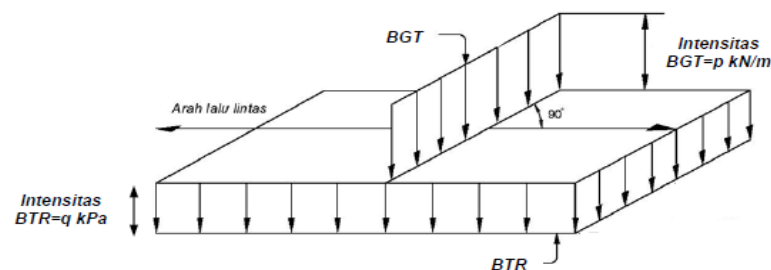 BGT
Intensitas
BGT=p kN/m
Arah lalu lintas
90°
Intensitas
BTR=q kPa
BTR